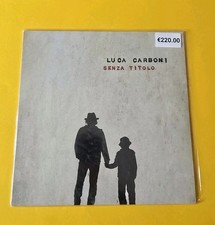 €220.00
LUCA CARBONI
SENZA TITOLO